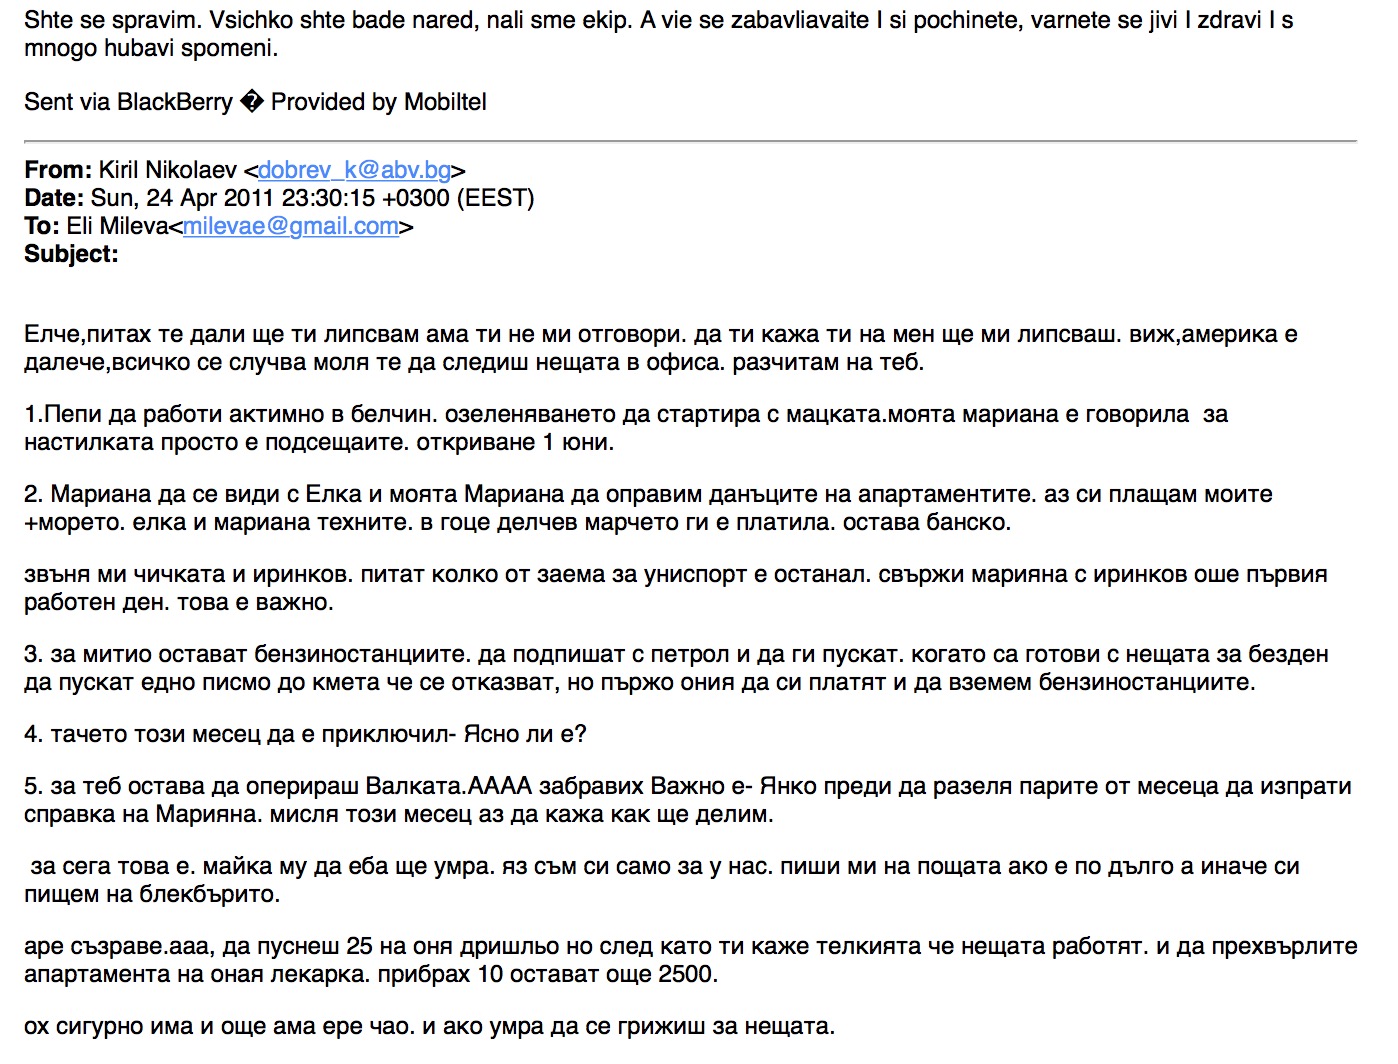 Shte se spravim. Vsichko shte bade nared, nali sme ekip. A vie se zabavliavaite I si pochinete, varnete se jivi I zdravi I s
mnogo hubavi spomeni.
Sent via BlackBerry � Provided by Mobiltel
From: Kiril Nikolaev <dobrev_k@abv.bg>
Date: Sun, 24 Apr 2011 23:30:15 +0300 (EEST)
To: Eli Mileva<milevae@gmail.com>
Subject:
Елче,питах те дали ще ти липсвам ама ти не ми отговори. да ти кажа ти на мен ще ми липсваш. виж,америка е
далече,всичко се случва моля те да следиш нещата в офиса. разчитам на теб.
1.Пепи да работи актимно в белчин. озеленяването да стартира с мацката.моята мариана е говорила  за
настилката просто е подсещаите. откриване 1 юни.
2. Мариана да се види с Елка и моята Мариана да оправим данъците на апартаментите. аз си плащам моите
+морето. елка и мариана техните. в гоце делчев марчето ги е платила. остава банско.
звъня ми чичката и иринков. питат колко от заема за униспорт е останал. свържи марияна с иринков оше първия
работен ден. това е важно.
3. за митио остават бензиностанциите. да подпишат с петрол и да ги пускат. когато са готови с нещата за безден
да пускат едно писмо до кмета че се отказват, но пържо ония да си платят и да вземем бензиностанциите.
4. тачето този месец да е приключил- Ясно ли е?
5. за теб остава да оперираш Валката.АААА забравих Важно е- Янко преди да разеля парите от месеца да изпрати
справка на Марияна. мисля този месец аз да кажа как ще делим.
за сега това е. майка му да еба ще умра. яз съм си само за у нас. пиши ми на пощата ако е по дълго а иначе си
пищем на блекбърито.
аре съзраве.ааа, да пуснеш 25 на оня дришльо но след като ти каже телкията че нещата работят. и да прехвърлите
апартамента на оная лекарка. прибрах 10 остават още 2500.
ох сигурно има и още ама ере чао. и ако умра да се грижиш за нещата.